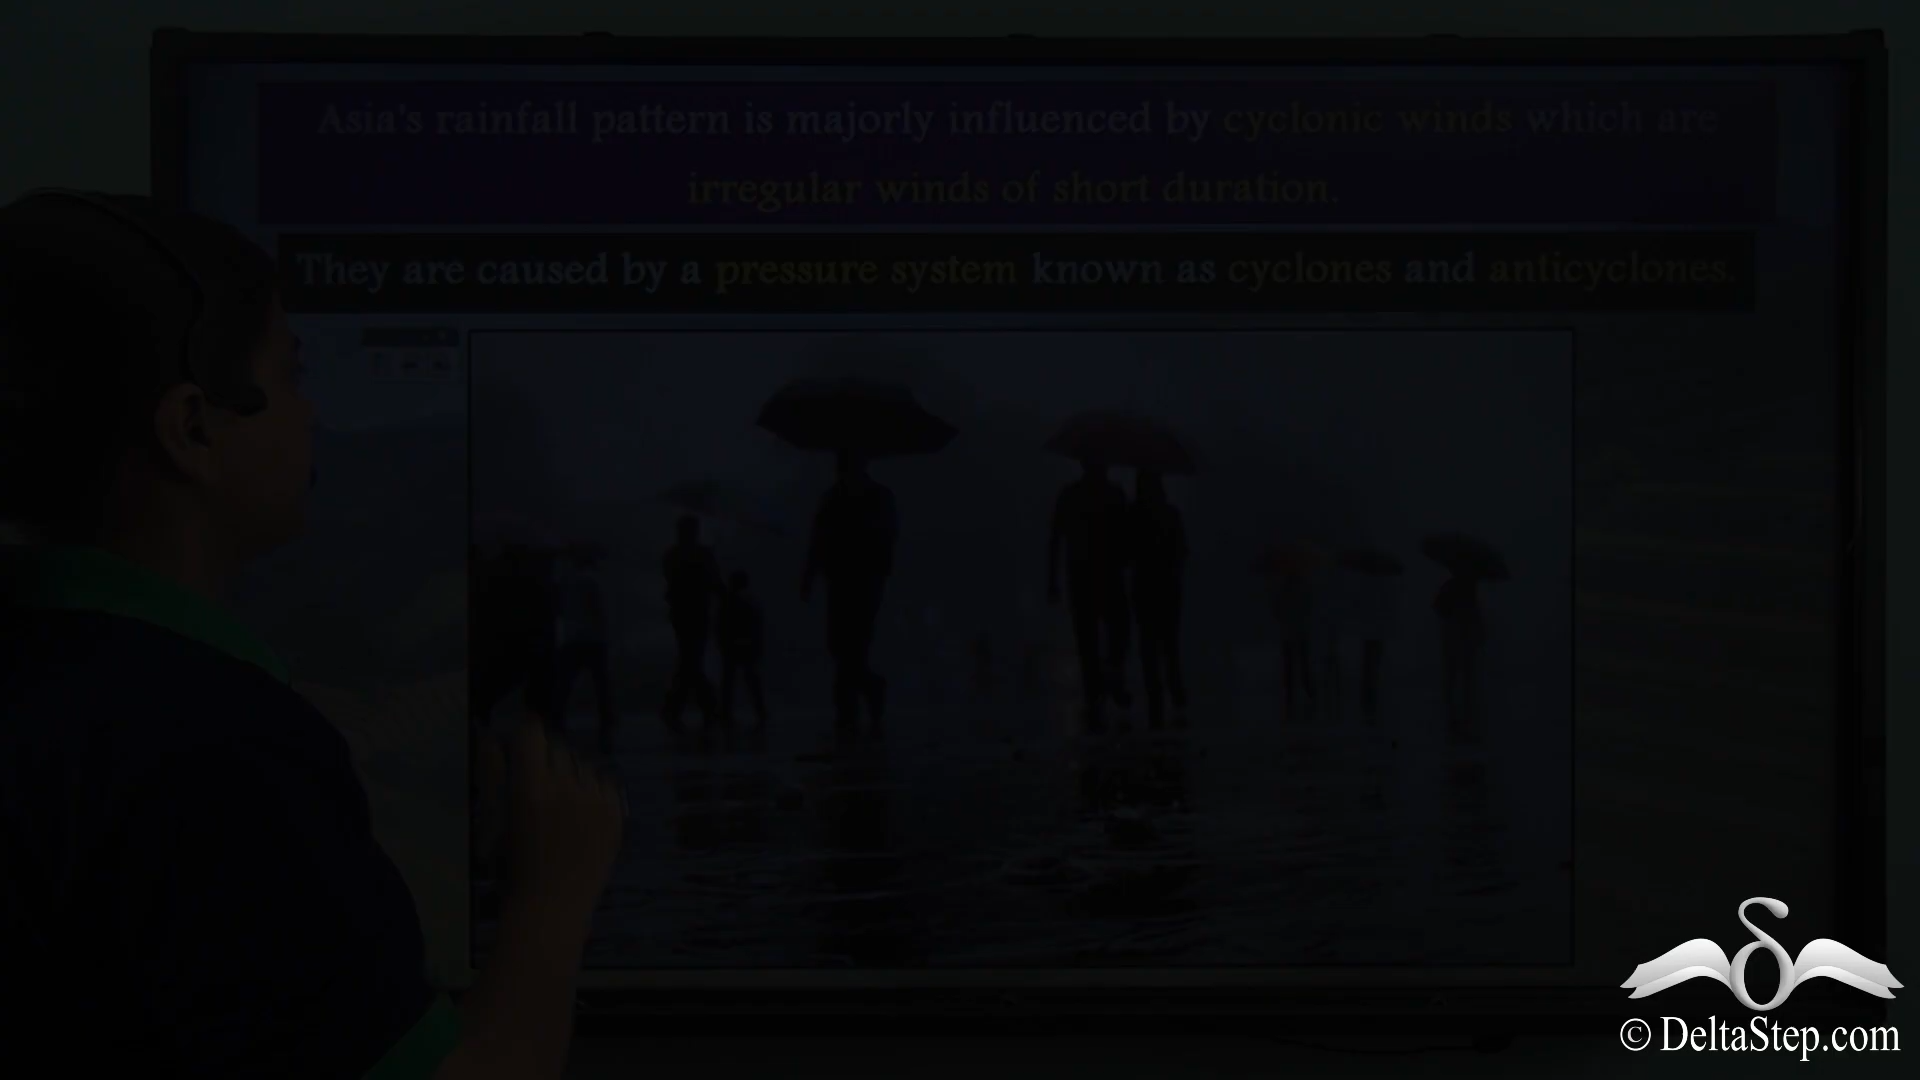 Asia's rainfall pattern is majorly influenced by cyclonic winds which are
irregular winds of short duration.
They are caused by a pressure system known as cyclones and anticyclones.
© DeltaStep.com